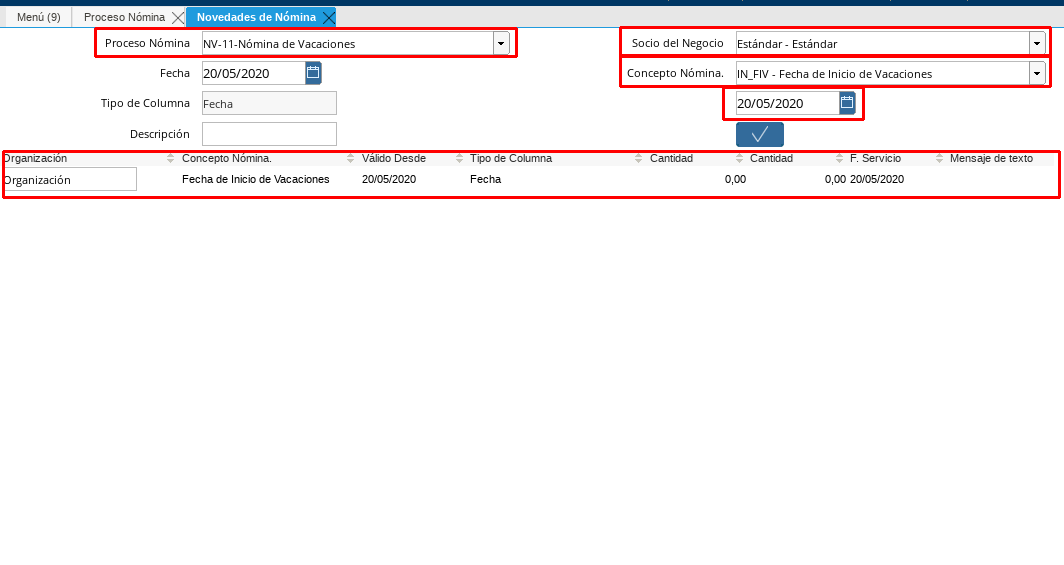 Menú (9) Proceso Nómina Novedades de Nómina
Proceso Nómina NV-11-Nómina de Vacaciones Socio del Negocio Estándar - Estándar
Fecha 20/05/2020 Concepto Nómina. IN_FIV - Fecha de Inicio de Vacaciones
Tipo de Columna Fecha 20/05/2020
Descripción
Organización Concepto Nómina. Válido Desde Tipo de Columna Cantidad Cantidad F. Servicio Mensaje de texto
Organización Fecha de Inicio de Vacaciones 20/05/2020 Fecha 0,00 0,00 20/05/2020